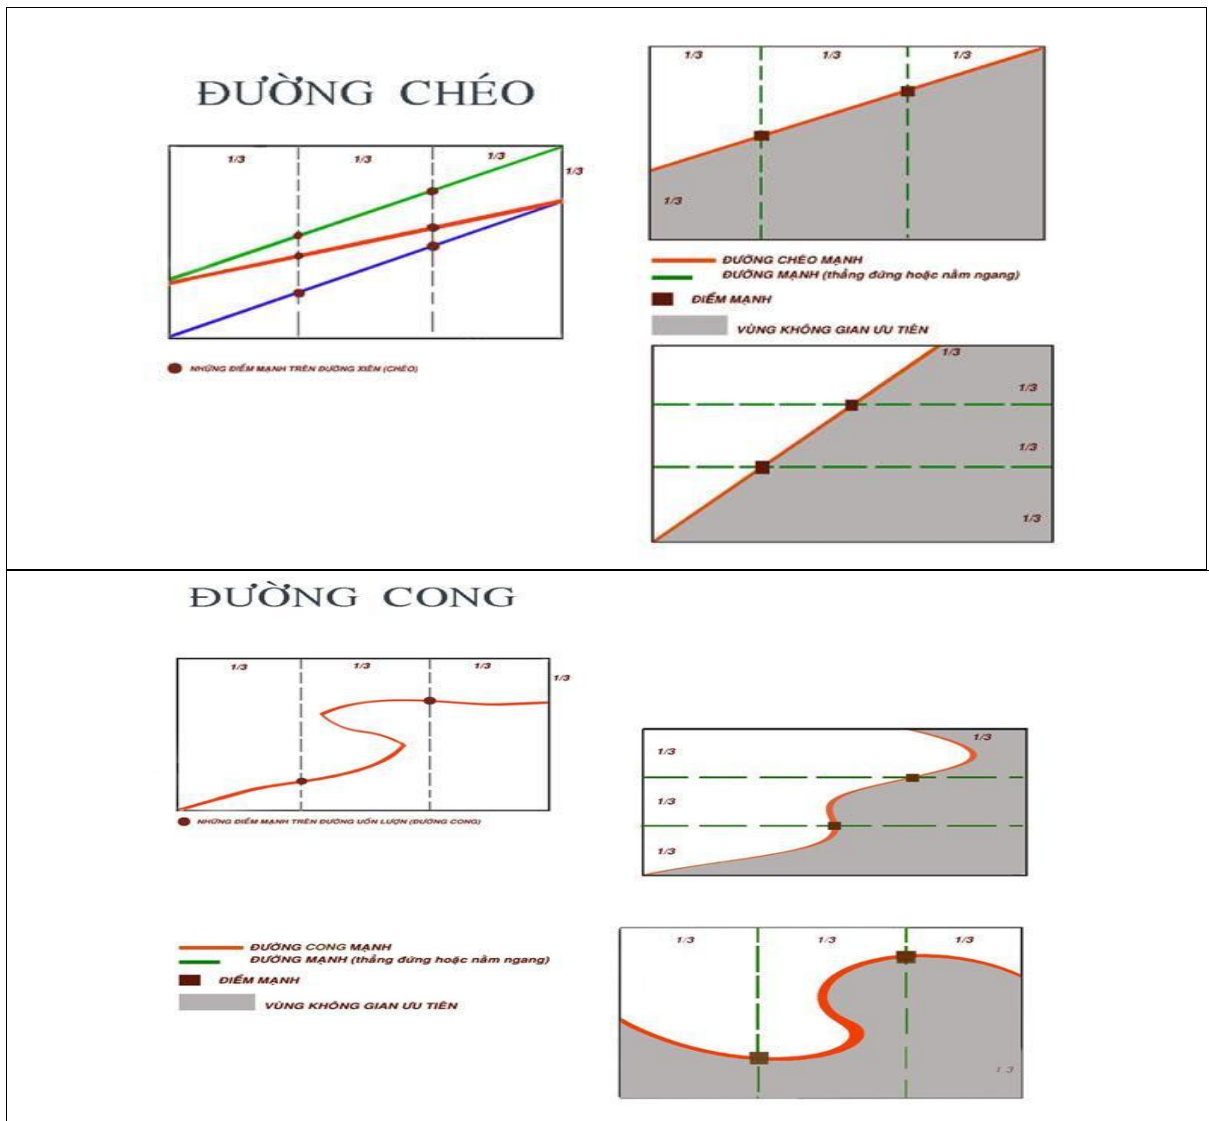 ĐƯỜNG CHÉO
1/3 1/3 1/3
1/3
NHỮNG ĐIỂM MẠNH TRÊN ĐƯỜNG XIÊN (CHÉO)
1/3 1/3 1/3
1/3
ĐƯỜNG CHÉO MẠNH
ĐƯỜNG MẠNH (thẳng đứng hoặc nằm ngang)
ĐIỂM MẠNH
VÙNG KHÔNG GIAN ƯU TIÊN
1/3
1/3
1/3
1/3
ĐƯỜNG CONG
1/3 1/3 1/3
1/3
NHỮNG ĐIỂM MẠNH TRÊN ĐƯỜNG UỐN LƯỢN (ĐƯỜNG CONG)
1/3
1/3
1/3
1/3
ĐƯỜNG CONG MẠNH
ĐƯỜNG MẠNH (thẳng đứng hoặc nằm ngang)
ĐIỂM MẠNH
VÙNG KHÔNG GIAN ƯU TIÊN
1/3 1/3 1/3
1/3